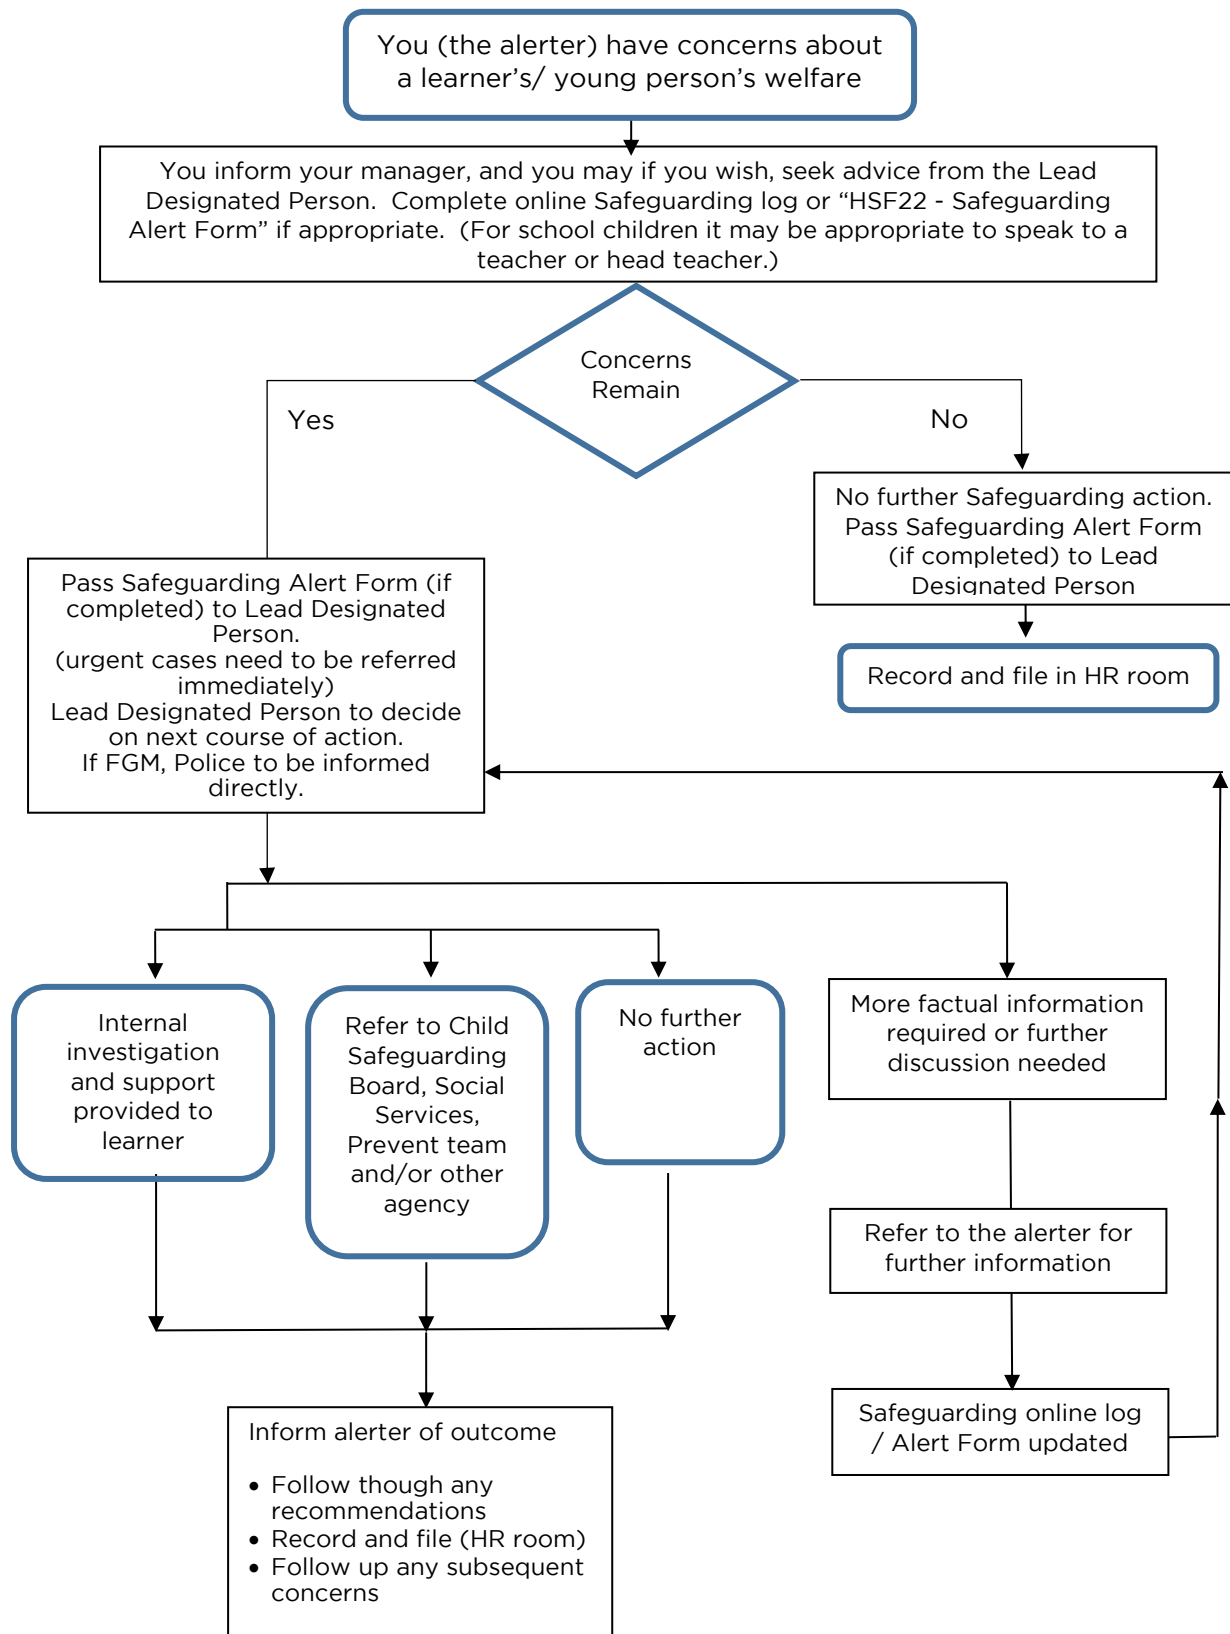 You (the alerter) have concerns about
a learner's/ young person's welfare
You inform your manager, and you may if you wish, seek advice from the Lead
Designated Person.  Complete online Safeguarding log or “HSF22 - Safeguarding
Alert Form” if appropriate.  (For school children it may be appropriate to speak to a
teacher or head teacher.)
Concerns
Remain
Yes
No
No further Safeguarding action.
Pass Safeguarding Alert Form
(if completed) to Lead
Designated Person
Record and file in HR room
Pass Safeguarding Alert Form (if
completed) to Lead Designated
Person.
(urgent cases need to be referred
immediately)
Lead Designated Person to decide
on next course of action.
If FGM, Police to be informed
directly.
Internal
investigation
and support
provided to
learner
Refer to Child
Safeguarding
Board, Social
Services,
Prevent team
and/or other
agency
No further
action
More factual information
required or further
discussion needed
Refer to the alerter for
further information
Safeguarding online log
/ Alert Form updated
Inform alerter of outcome
• Follow though any
recommendations
• Record and file (HR room)
• Follow up any subsequent
concerns